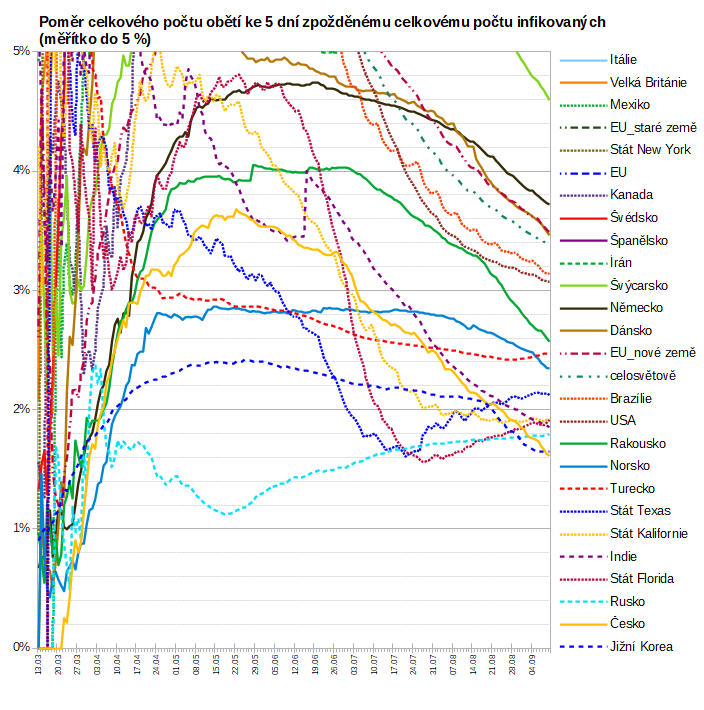 Poměr celkového počtu obětí ke 5 dní zpožděnému celkovému počtu infikovaných
(měřítko do 5 %)
5%
4%
3%
2%
1%
0%
13.03
20.03
27.03
03.04
10.04
17.04
24.04
01.05
08.05
15.05
22.05
29.05
05.06
12.06
19.06
26.06
03.07
10.07
17.07
24.07
31.07
07.08
14.08
21.08
28.08
04.09
Itálie
Velká Británie
Mexiko
EU_staré země
Stát New York
EU
Kanada
Švédsko
Španělsko
Írán
Švýcarsko
Německo
Dánsko
EU_nové země
celosvětově
Brazílie
USA
Rakousko
Norsko
Turecko
Stát Texas
Stát Kalifornie
Indie
Stát Florida
Rusko
Česko
Jižní Korea